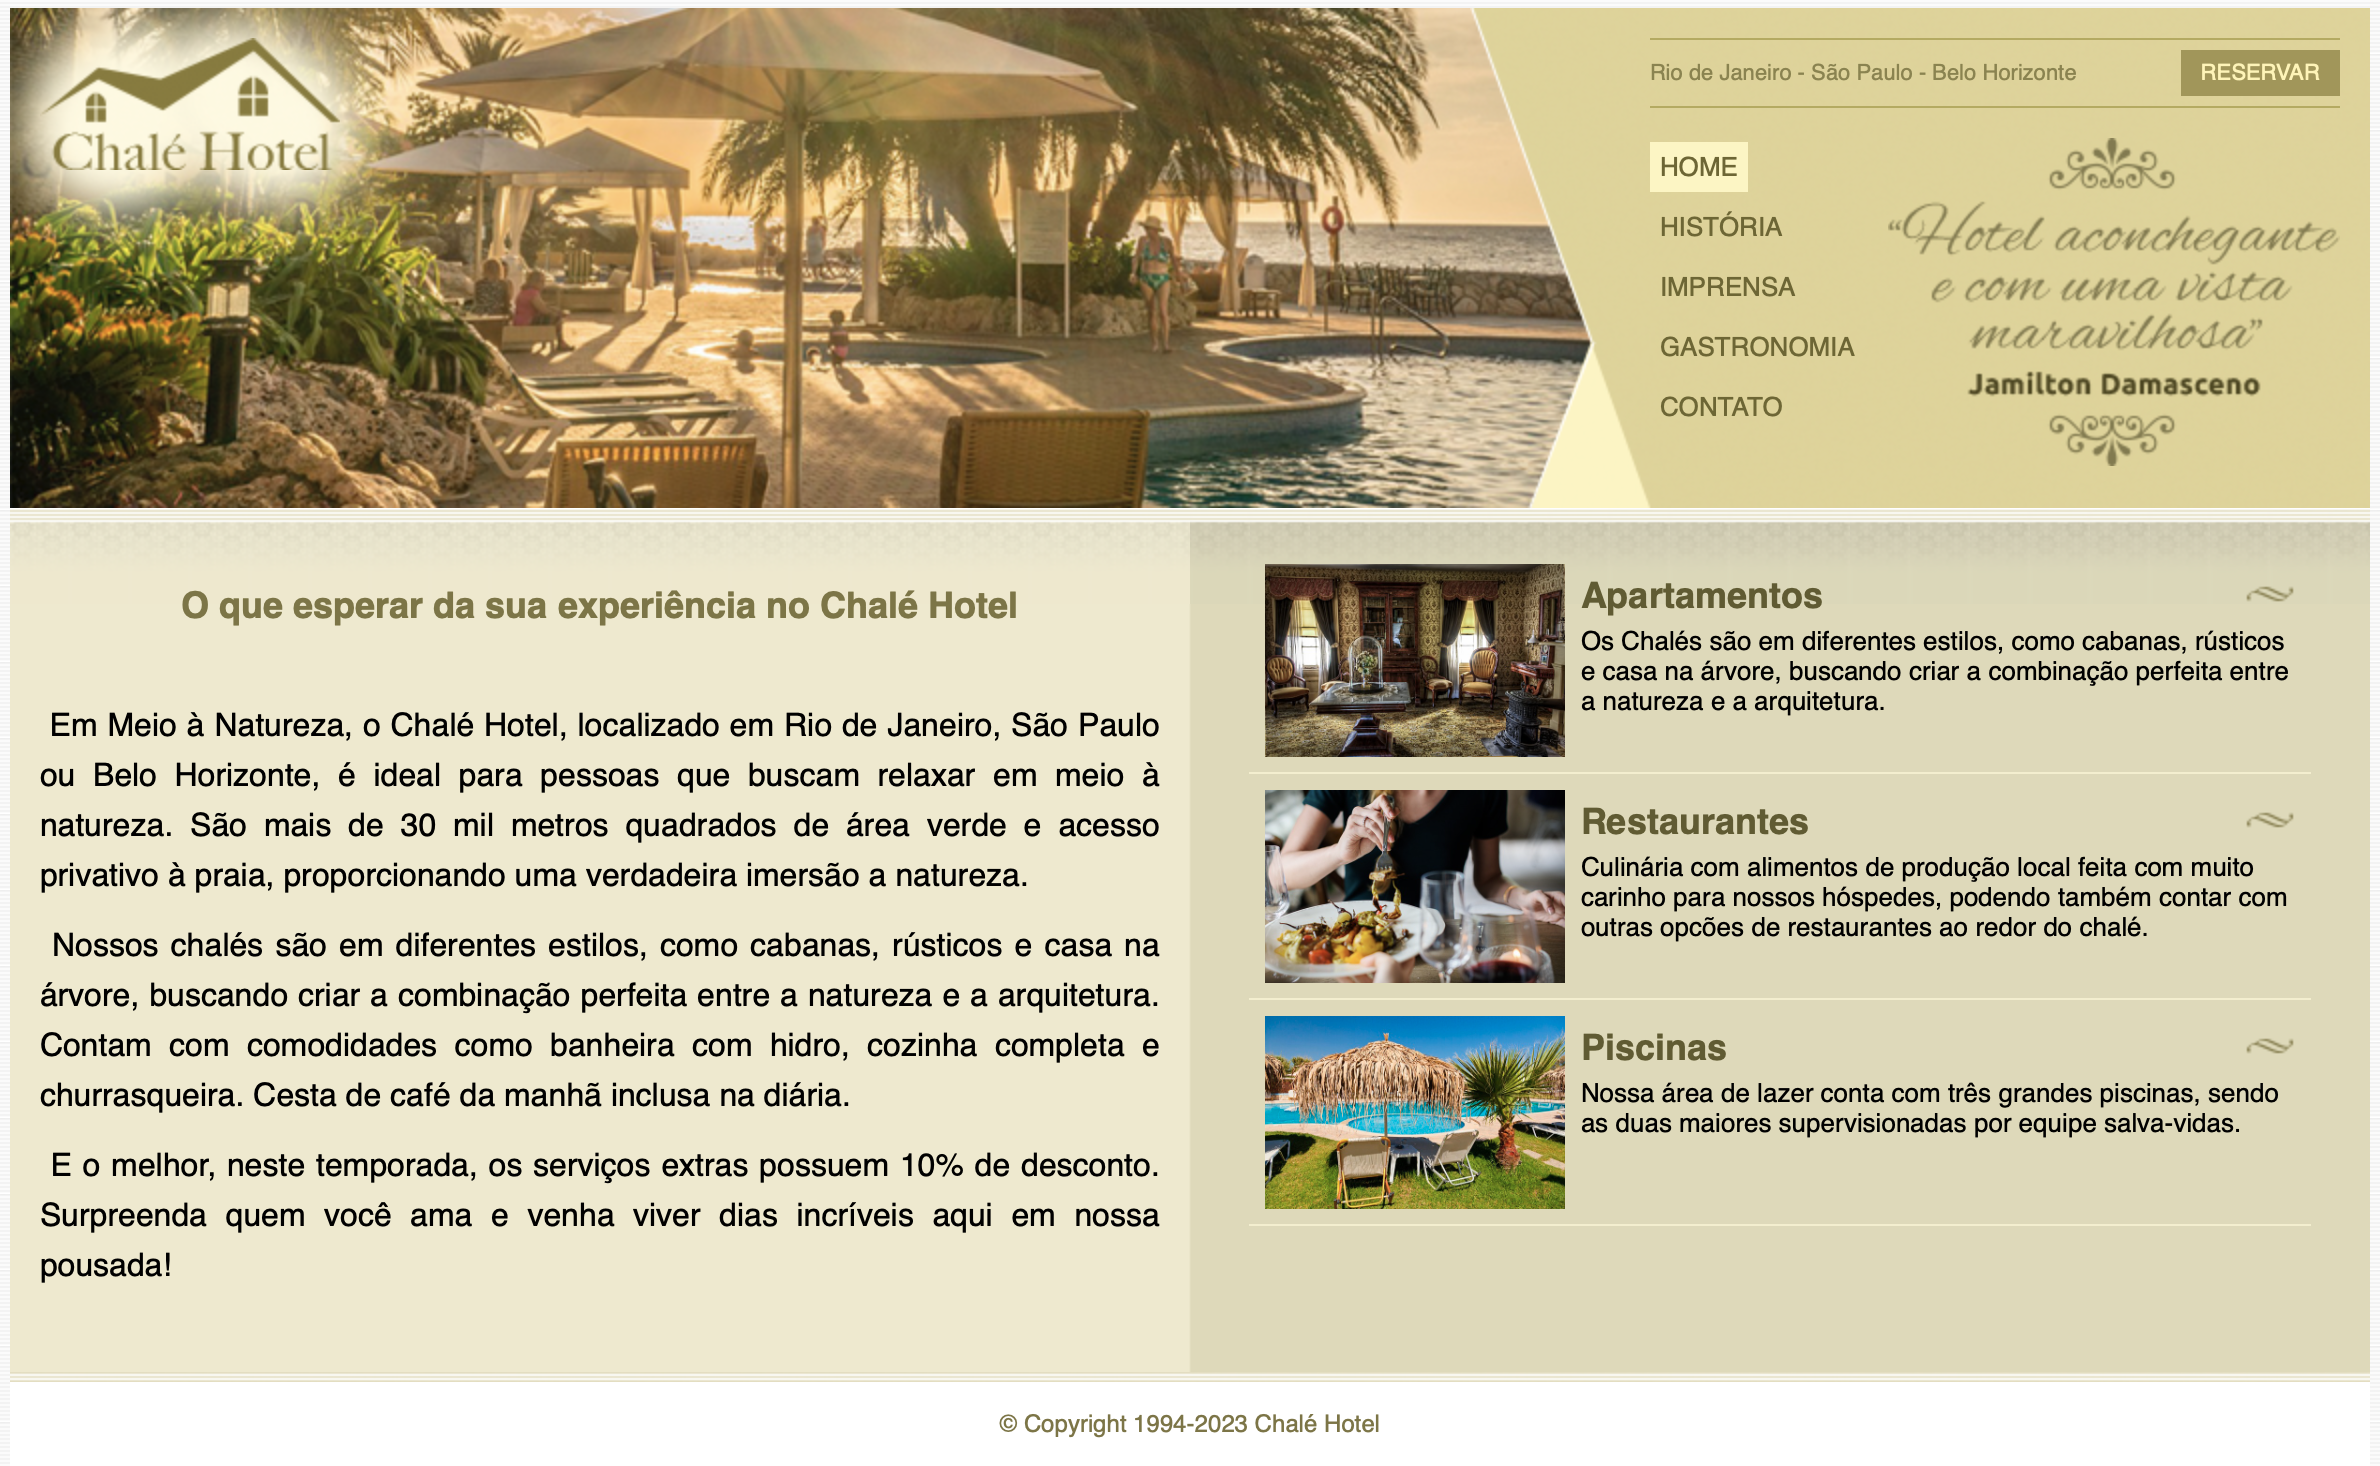 Chalé Hotel
Rio de Janeiro - São Paulo - Belo Horizonte
RESERVAR
HOME
HISTÓRIA
IMPRENSA
GASTRONOMIA
CONTATO
“Hotel aconchegante
e com uma vista
maravilhosa”
Jamilton Damasceno
O que esperar da sua experiência no Chalé Hotel
Em Meio à Natureza, o Chalé Hotel, localizado em Rio de Janeiro, São Paulo
ou Belo Horizonte, é ideal para pessoas que buscam relaxar em meio à
natureza. São mais de 30 mil metros quadrados de área verde e acesso
privativo à praia, proporcionando uma verdadeira imersão a natureza.
Nossos chalés são em diferentes estilos, como cabanas, rústicos e casa na
árvore, buscando criar a combinação perfeita entre a natureza e a arquitetura.
Contam com comodidades como banheira com hidro, cozinha completa e
churrasqueira. Cesta de café da manhã inclusa na diária.
E o melhor, neste temporada, os serviços extras possuem 10% de desconto.
Surpreenda quem você ama e venha viver dias incríveis aqui em nossa
pousada!
Apartamentos
Os Chalés são em diferentes estilos, como cabanas, rústicos
e casa na árvore, buscando criar a combinação perfeita entre
a natureza e a arquitetura.
Restaurantes
Culinária com alimentos de produção local feita com muito
carinho para nossos hóspedes, podendo também contar com
outras opções de restaurantes ao redor do chalé.
Piscinas
Nossa área de lazer conta com três grandes piscinas, sendo
as duas maiores supervisionadas por equipe salva-vidas.
© Copyright 1994-2023 Chalé Hotel